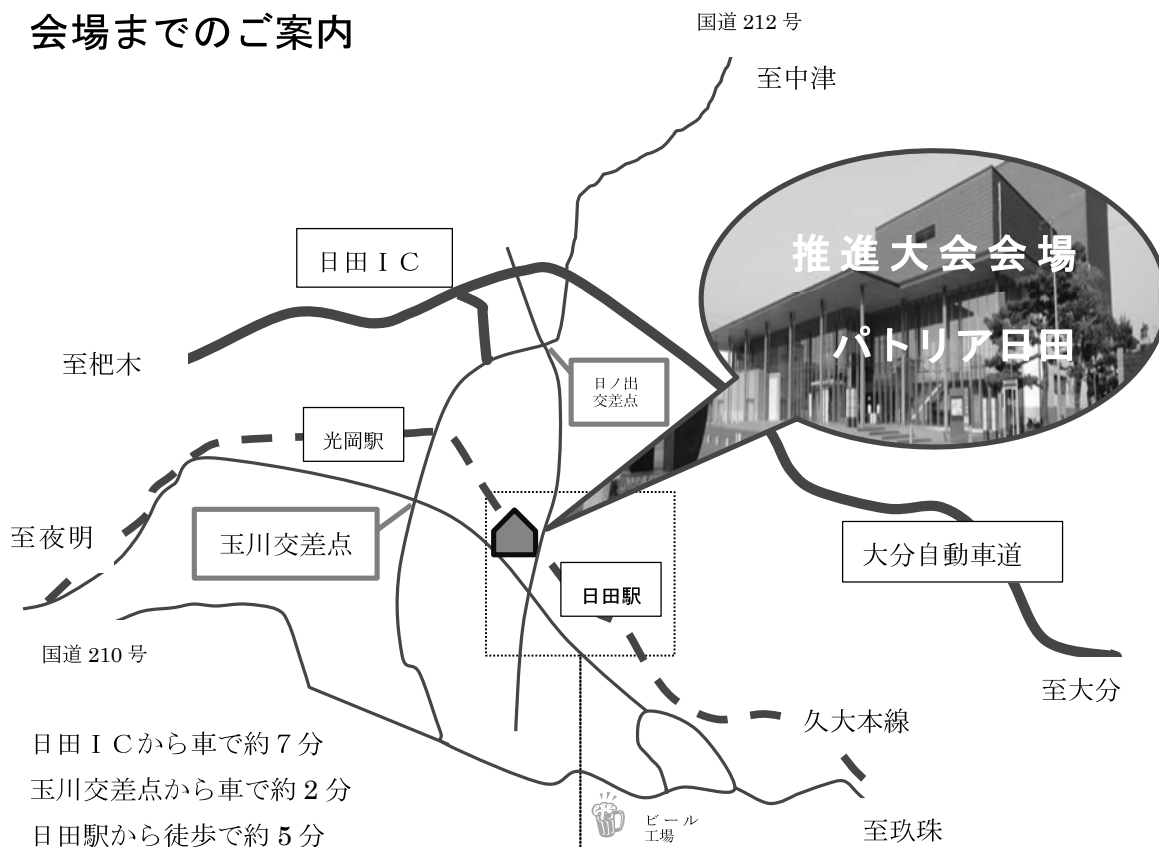 会場までのご案内
国道 212 号
至中津
推進大会会場
パトリア日田
日田ＩＣ
至杷木
日ノ出
交差点
光岡駅
至夜明
玉川交差点
大分自動車道
日田駅
国道 210 号
至大分
久大本線
日田ＩＣから車で約 7 分
玉川交差点から車で約 2 分
日田駅から徒歩で約 5 分
ビール
工場
至玖珠